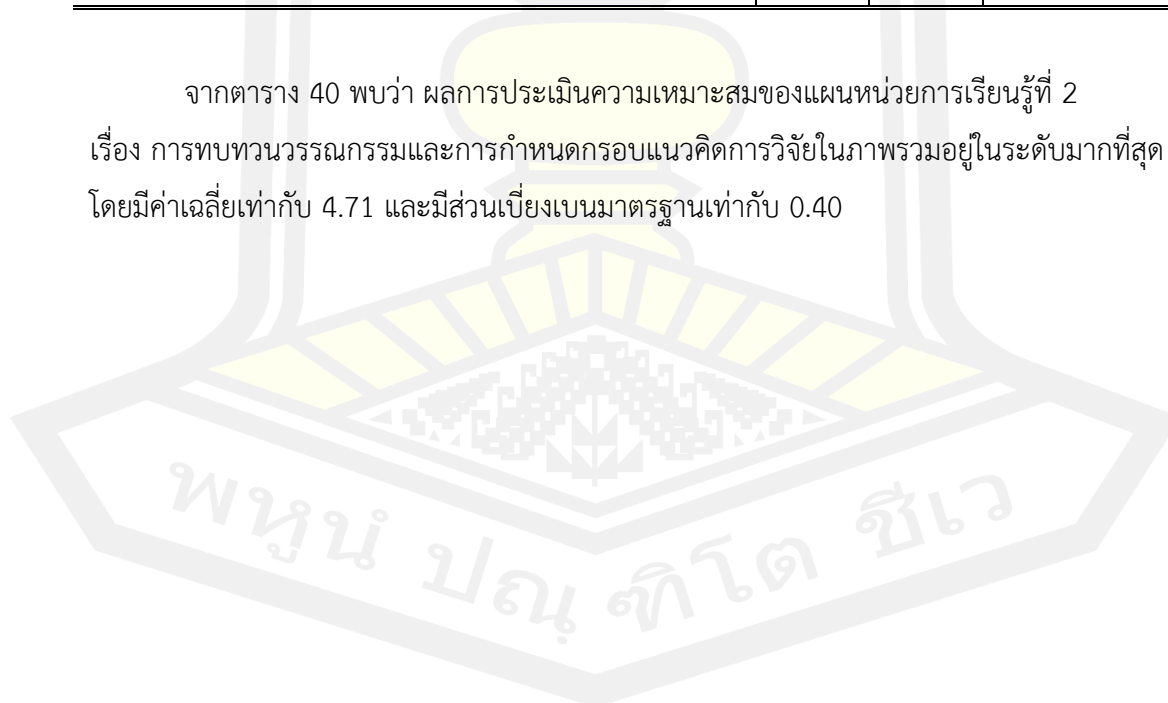 จากตาราง 40 พบว่า ผลการประเมินความเหมาะสมของแผนหน่วยการเรียนรู้ที่ 2
เรื่อง การทบทวนวรรณกรรมและการกำหนดกรอบแนวคิดการวิจัยในภาพรวมอยู่ในระดับมากที่สุด
โดยมีค่าเฉลี่ยเท่ากับ 4.71 และมีส่วนเบี่ยงเบนมาตรฐานเท่ากับ 0.40
พหูนํ ปณฺฑิโต ชีเว